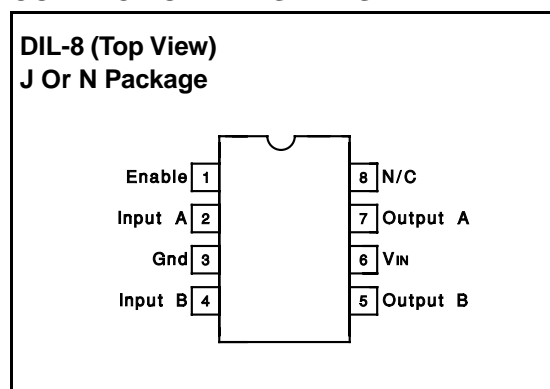 DIL-8 (Top View)
J Or N Package
Enable 1 8 N/C
Input A 2 7 Output A
Gnd 3 6 VIN
Input B 4 5 Output B